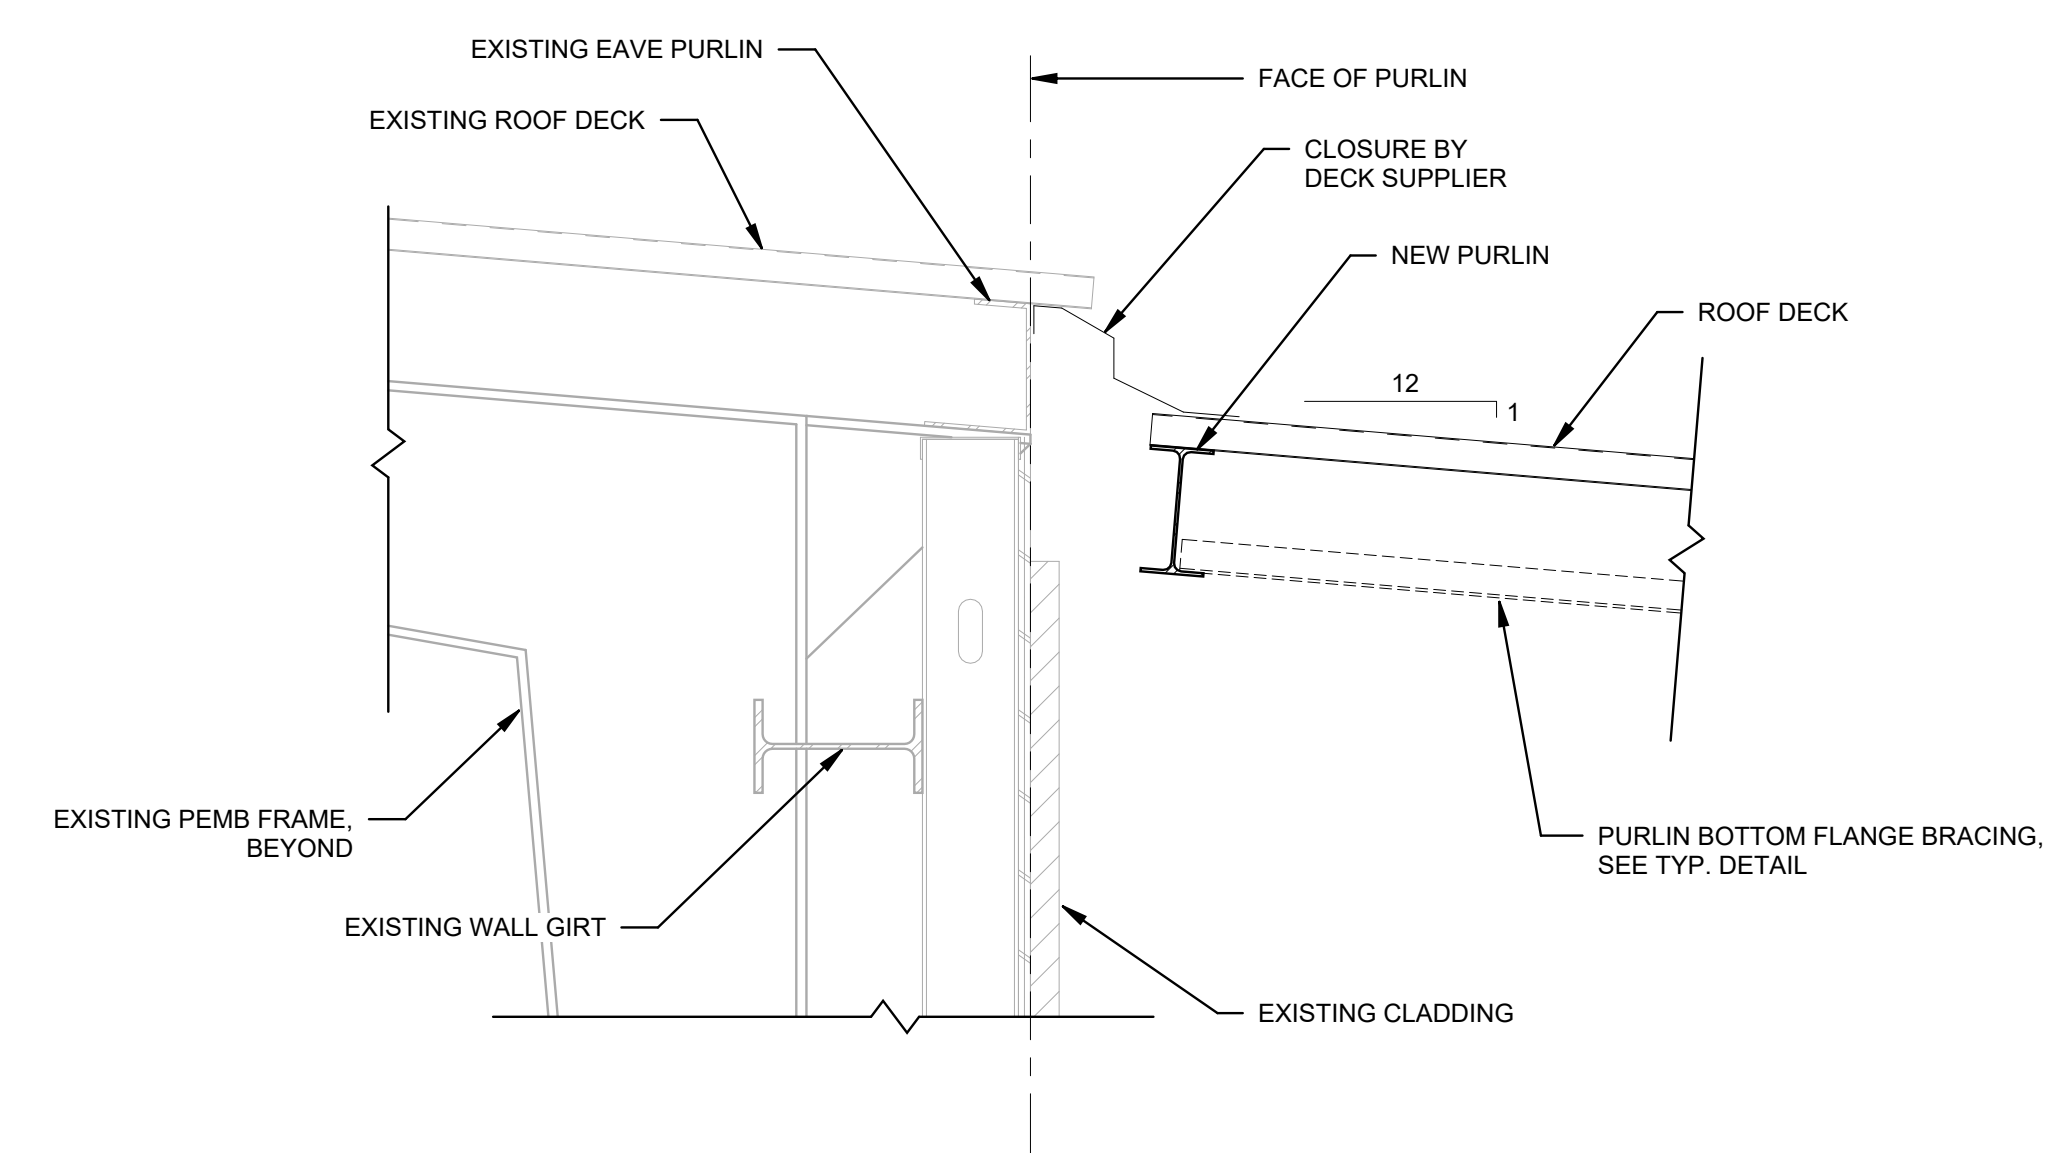 EXISTING EAVE PURLIN
FACE OF PURLIN
EXISTING ROOF DECK
CLOSURE BY
DECK SUPPLIER
NEW PURLIN
ROOF DECK
12
1
EXISTING PEMB FRAME,
BEYOND
PURLIN BOTTOM FLANGE BRACING,
SEE TYP. DETAIL
EXISTING WALL GIRT
EXISTING CLADDING